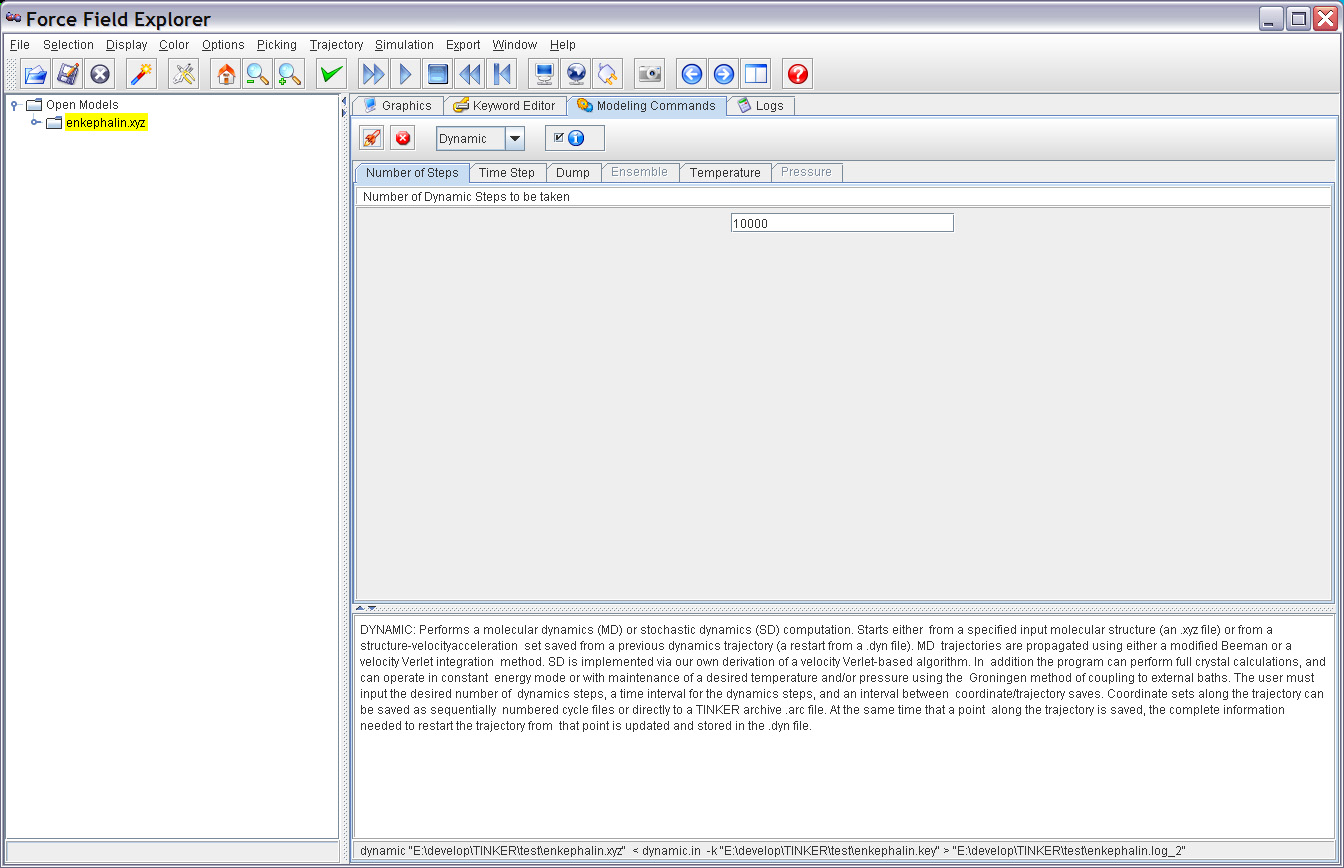 Force Field Explorer
File Selection Display Color Options Picking Trajectory Simulation Export Window Help
Open Models
enkephalin.xyz
Graphics Keyword Editor Modeling Commands Logs
Dynamic
Number of Steps Time Step Dump Ensemble Temperature Pressure
Number of Dynamic Steps to be taken
10000
DYNAMIC: Performs a molecular dynamics (MD) or stochastic dynamics (SD) computation. Starts either from a specified input molecular structure (an .xyz file) or from a
structure-velocityacceleration set saved from a previous dynamics trajectory (a restart from a .dyn file). MD trajectories are propagated using either a modified Beeman or a
velocity Verlet integration method. SD is implemented via our own derivation of a velocity Verlet-based algorithm. In addition the program can perform full crystal calculations, and
can operate in constant energy mode or with maintenance of a desired temperature and/or pressure using the Groningen method of coupling to external baths. The user must
input the desired number of dynamics steps, a time interval for the dynamics steps, and an interval between coordinate/trajectory saves. Coordinate sets along the trajectory can
be saved as sequentially numbered cycle files or directly to a TINKER archive .arc file. At the same time that a point along the trajectory is saved, the complete information
needed to restart the trajectory from that point is updated and stored in the .dyn file.
dynamic "E:\develop\TINKER\test\enkephalin.xyz" < dynamic.in -k "E:\develop\TINKER\test\enkephalin.key" > "E:\develop\TINKER\test\enkephalin.log_2"